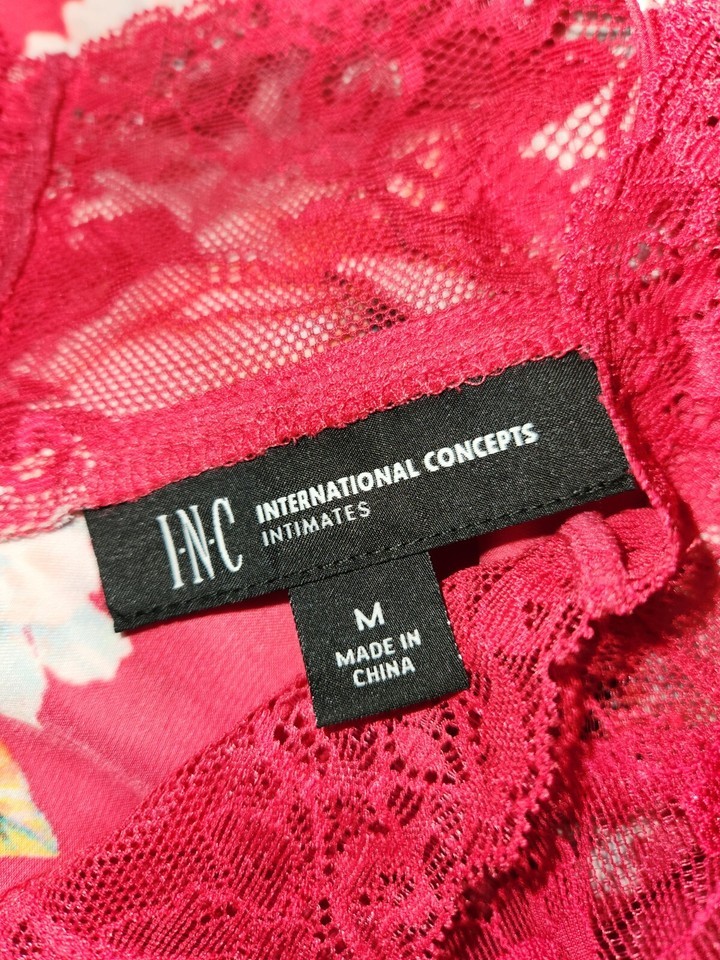 I·N·C
INTERNATIONAL CONCEPTS
INTIMATES
M
MADE IN
CHINA